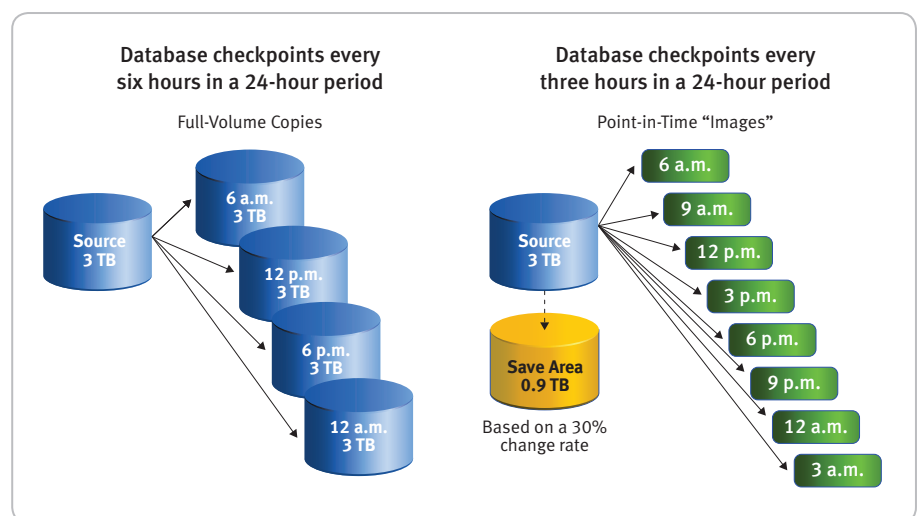 Database checkpoints every
six hours in a 24-hour period
Full-Volume Copies
Source
3 TB
6 a.m.
3 TB
12 p.m.
3 TB
6 p.m.
3 TB
12 a.m.
3 TB
Database checkpoints every
three hours in a 24-hour period
Point-in-Time “Images”
Source
3 TB
Save Area
0.9 TB
Based on a 30%
change rate
6 a.m.
9 a.m.
12 p.m.
3 p.m.
6 p.m.
9 p.m.
12 a.m.
3 a.m.